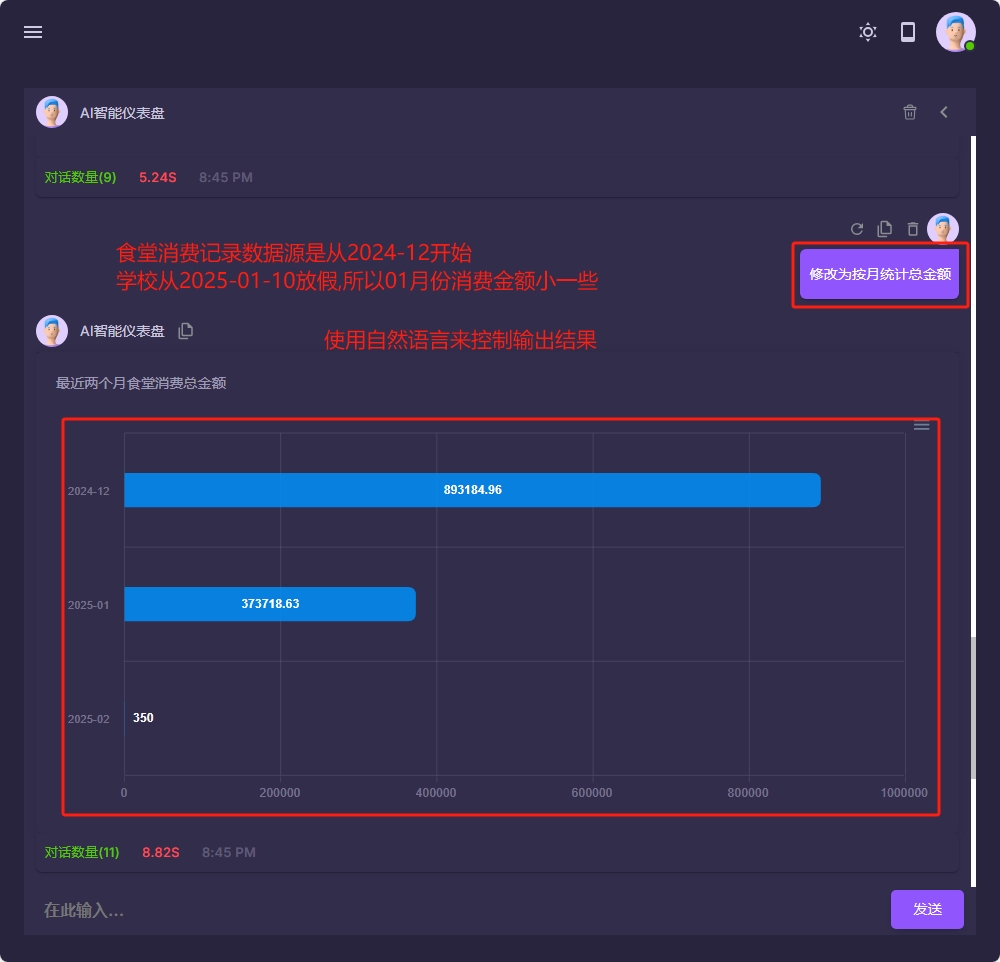 AI智能仪表盘
对话数量(9) 5.24S 8:45 PM
食堂消费记录数据源是从2024-12开始
学校从2025-01-10放假,所以01月份消费金额小一些
修改为按月统计总金额
AI智能仪表盘
使用自然语言来控制输出结果
最近两个月食堂消费总金额
2024-12 893184.96
2025-01 373718.63
2025-02 350
0 200000 400000 600000 800000 1000000
对话数量(11) 8.82S 8:45 PM
在此输入... 发送